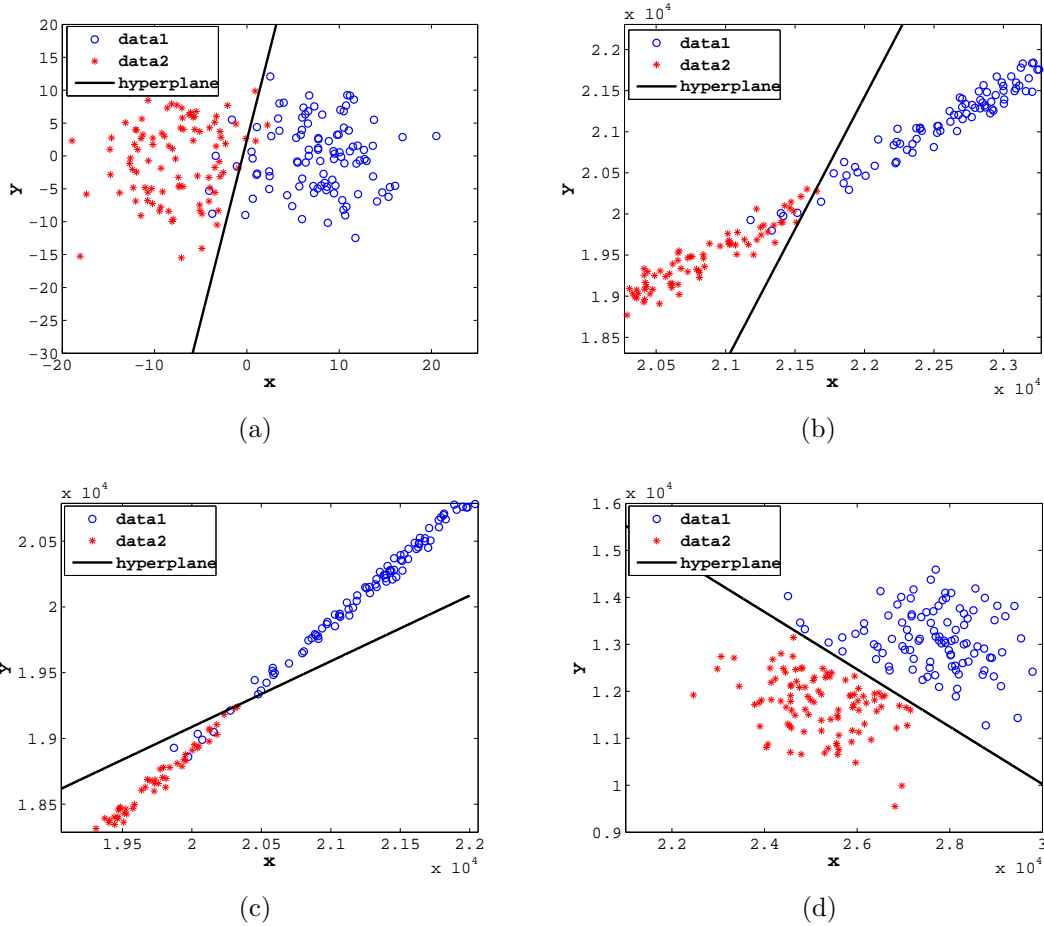 20
15
10
5
0
−5
−10
−15
−20
−25
−30
−20
−10
0
10
20
x
y
data1
data2
hyperplane
(a)
x 10^4
2.2
2.15
2.1
2.05
2
1.95
1.9
1.85
2.05
2.1
2.15
2.2
2.25
2.3
x
x 10^4
y
data1
data2
hyperplane
(b)
x 10^4
2.05
2
1.95
1.9
1.85
1.95
2
2.05
2.1
2.15
2.2
x
x 10^4
y
data1
data2
hyperplane
(c)
x 10^4
1.6
1.5
1.4
1.3
1.2
1.1
1
0.9
2.2
2.4
2.6
2.8
3
x
x 10^4
y
data1
data2
hyperplane
(d)